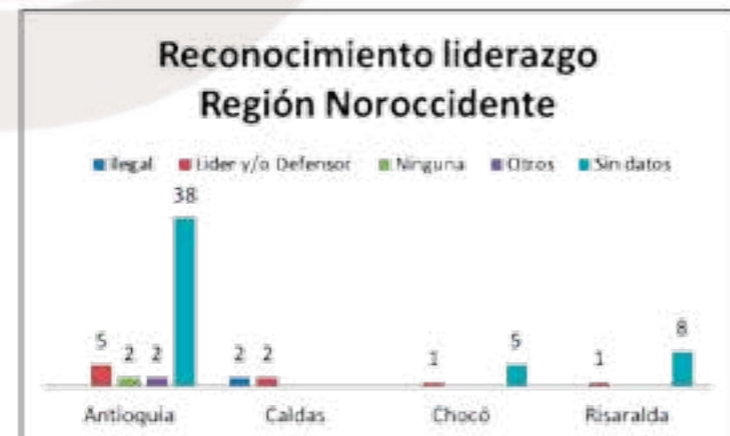 Reconocimiento liderazgo
Región Noroccidente
Ilegal Lider y/o Defensor Ninguna Otros Sin datos
38
5 2 2 2 2 1 5 1 8
Antioquia Caldas Chocó Risaralda